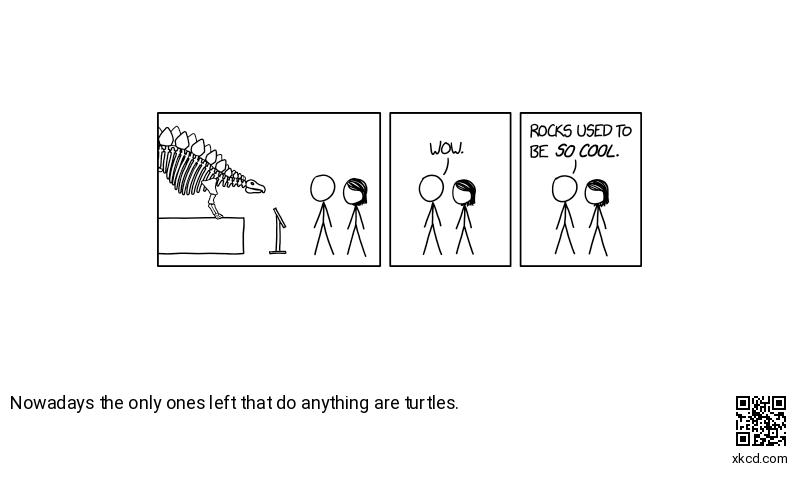 WOW.
ROCKS USED TO
BE SO COOL.
Nowadays the only ones left that do anything are turtles.
xkcd.com